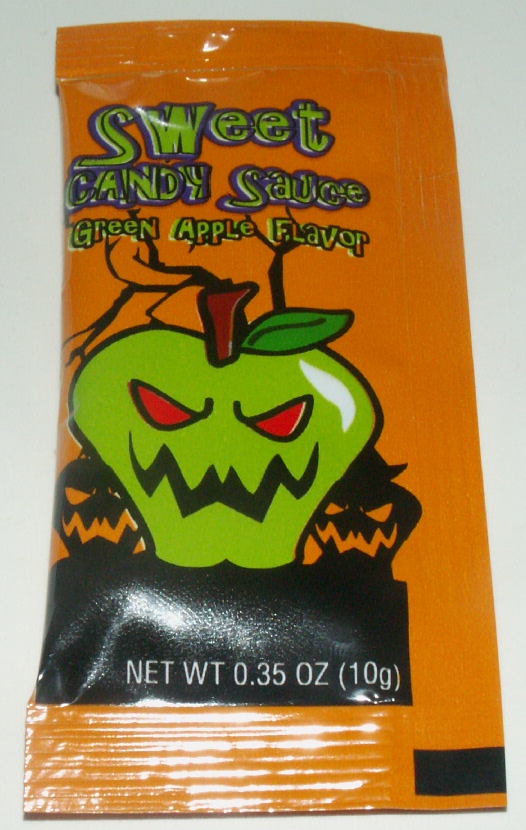 Sweet
CANDY Sauce
Green Apple Flavor
NET WT 0.35 OZ (10g)